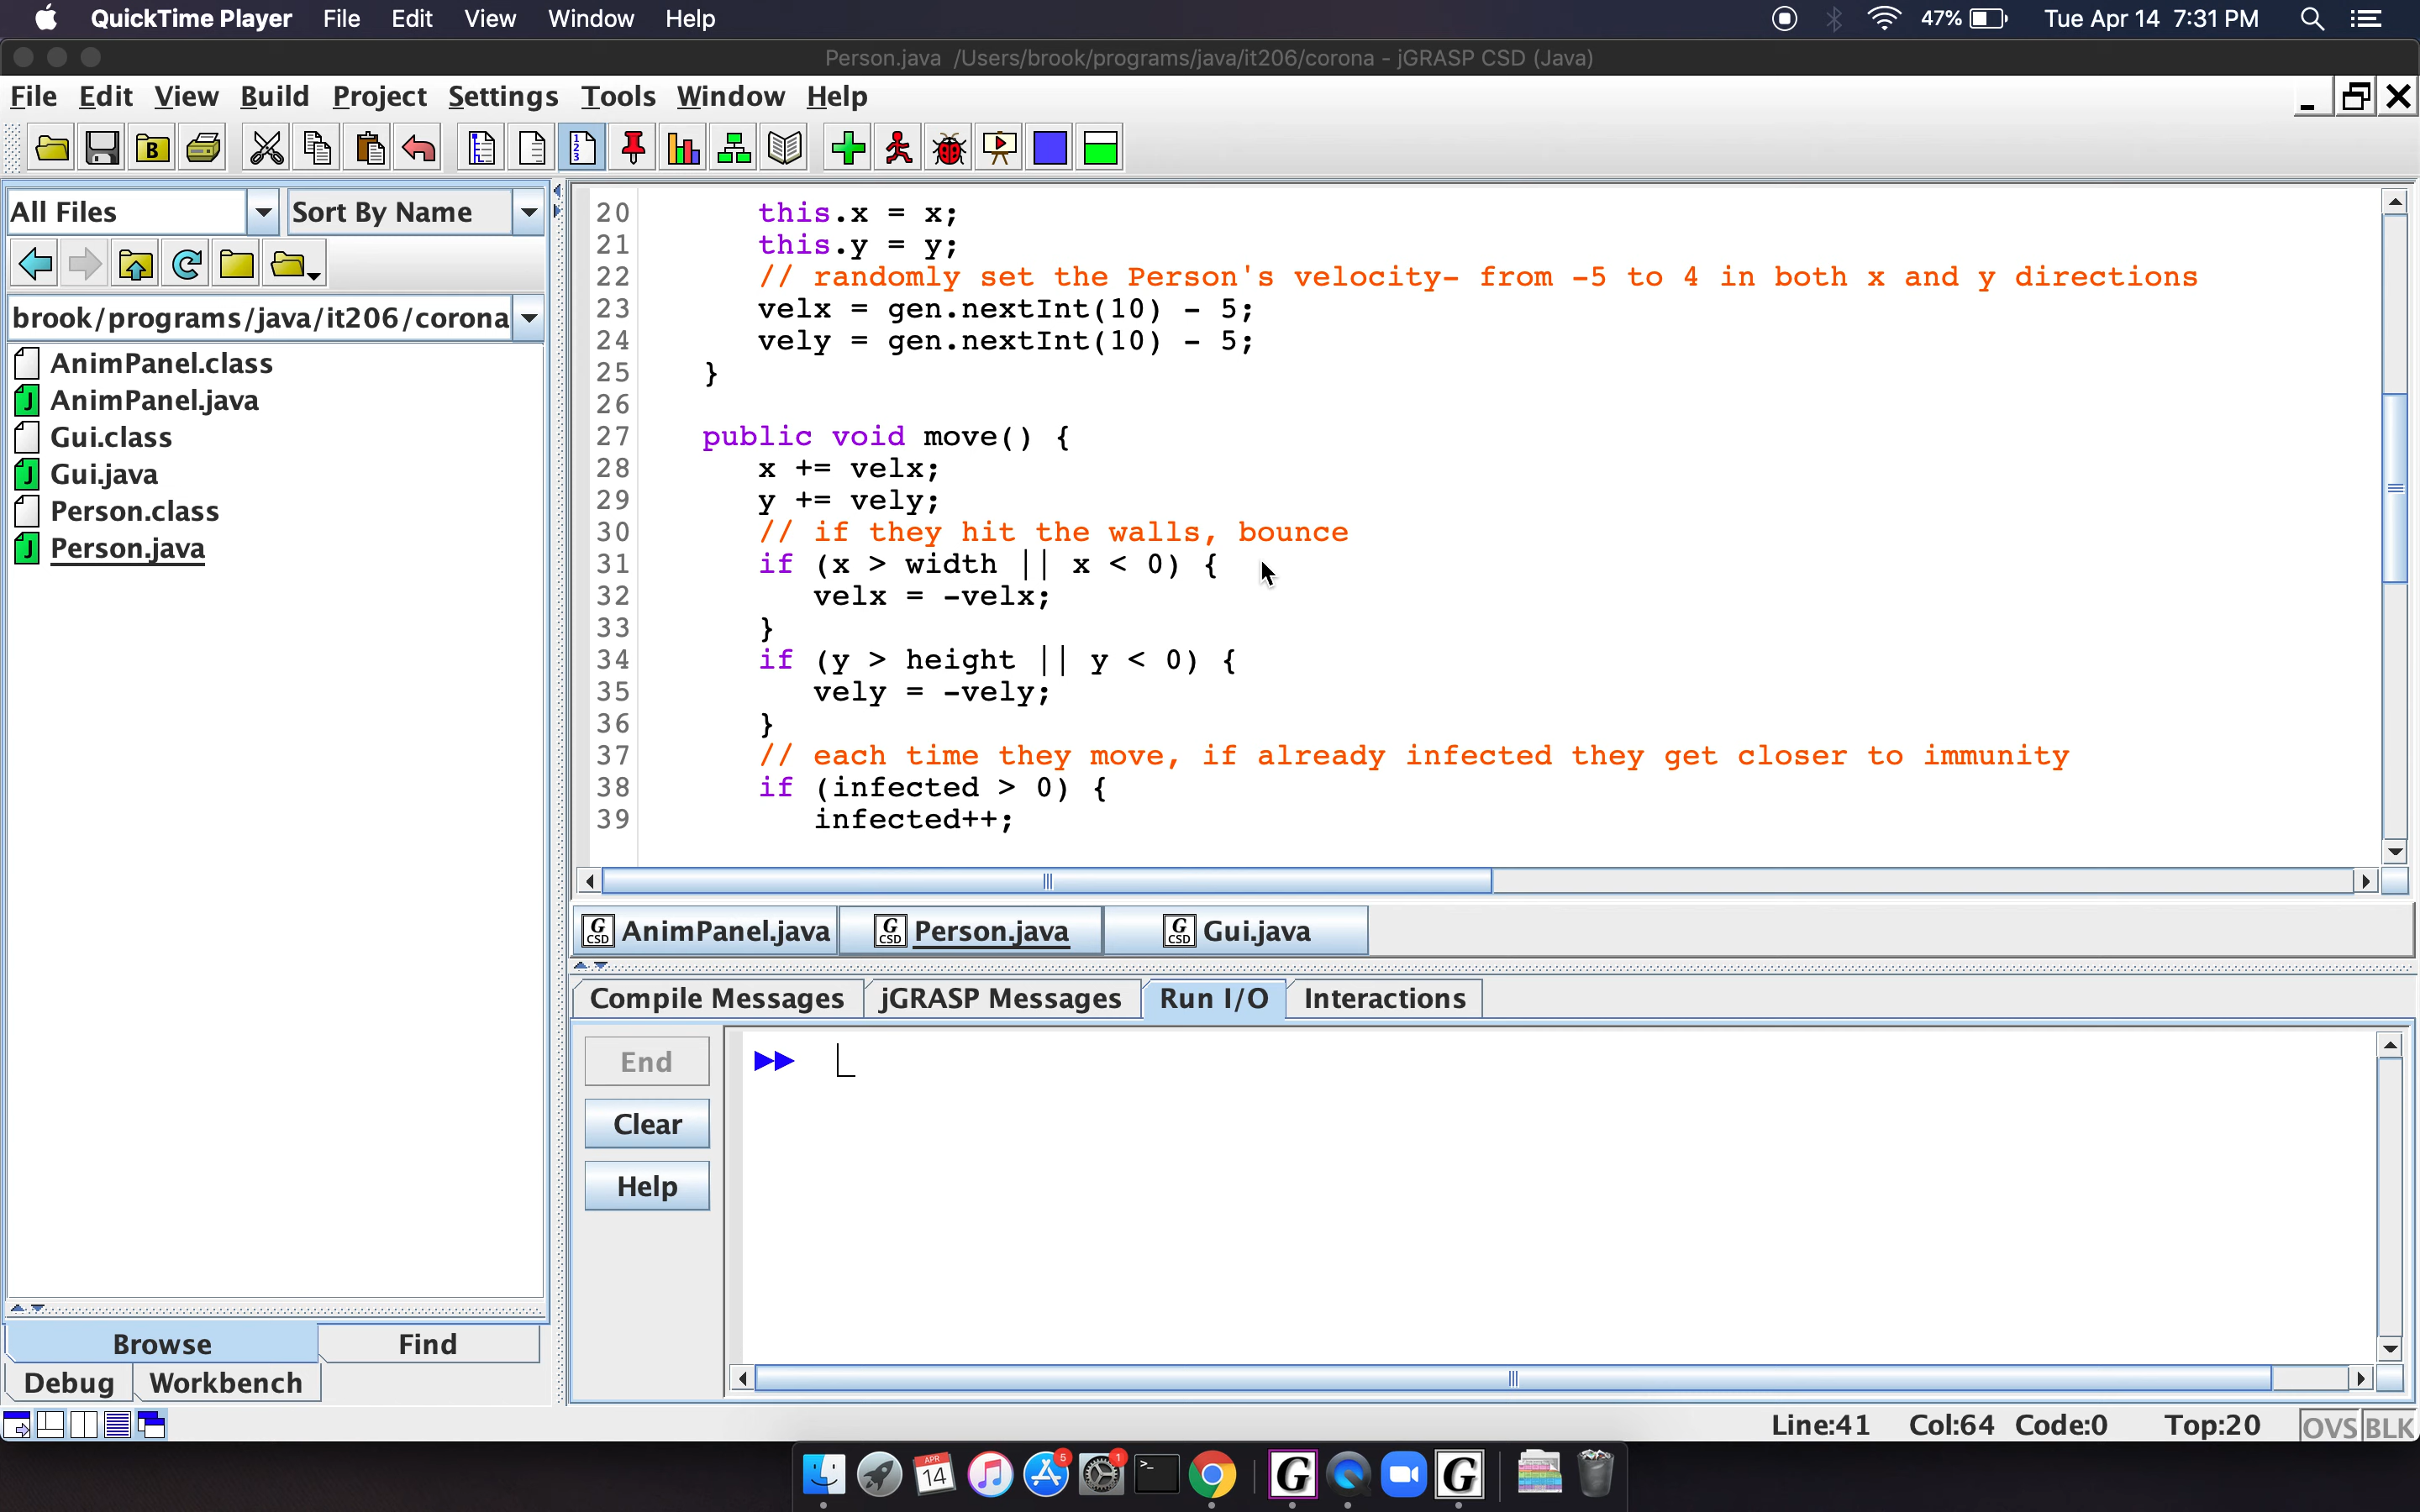 QuickTime Player File Edit View Window Help 47% Tue Apr 14 7:31 PM
Person.java /Users/brook/programs/java/it206/corona - jGRASP CSD (Java)
File Edit View Build Project Settings Tools Window Help
All Files Sort By Name
brook/programs/java/it206/corona
AnimPanel.class
AnimPanel.java
Gui.class
Gui.java
Person.class
Person.java
20 this.x = x;
21 this.y = y;
22 // randomly set the Person's velocity- from -5 to 4 in both x and y directions
23 velx = gen.nextInt(10) - 5;
24 vely = gen.nextInt(10) - 5;
25 }
26
27 public void move() {
28 x += velx;
29 y += vely;
30 // if they hit the walls, bounce
31 if (x > width || x < 0) {
32 velx = -velx;
33 }
34 if (y > height || y < 0) {
35 vely = -vely;
36 }
37 // each time they move, if already infected they get closer to immunity
38 if (infected > 0) {
39 infected++;
G CSD AnimPanel.java G CSD Person.java G CSD Gui.java
Compile Messages jGRASP Messages Run I/O Interactions
End
Clear
Help
Browse Find
Debug Workbench
Line:41 Col:64 Code:0 Top:20 OVS BLK
APR 14 5 1 >_ G G